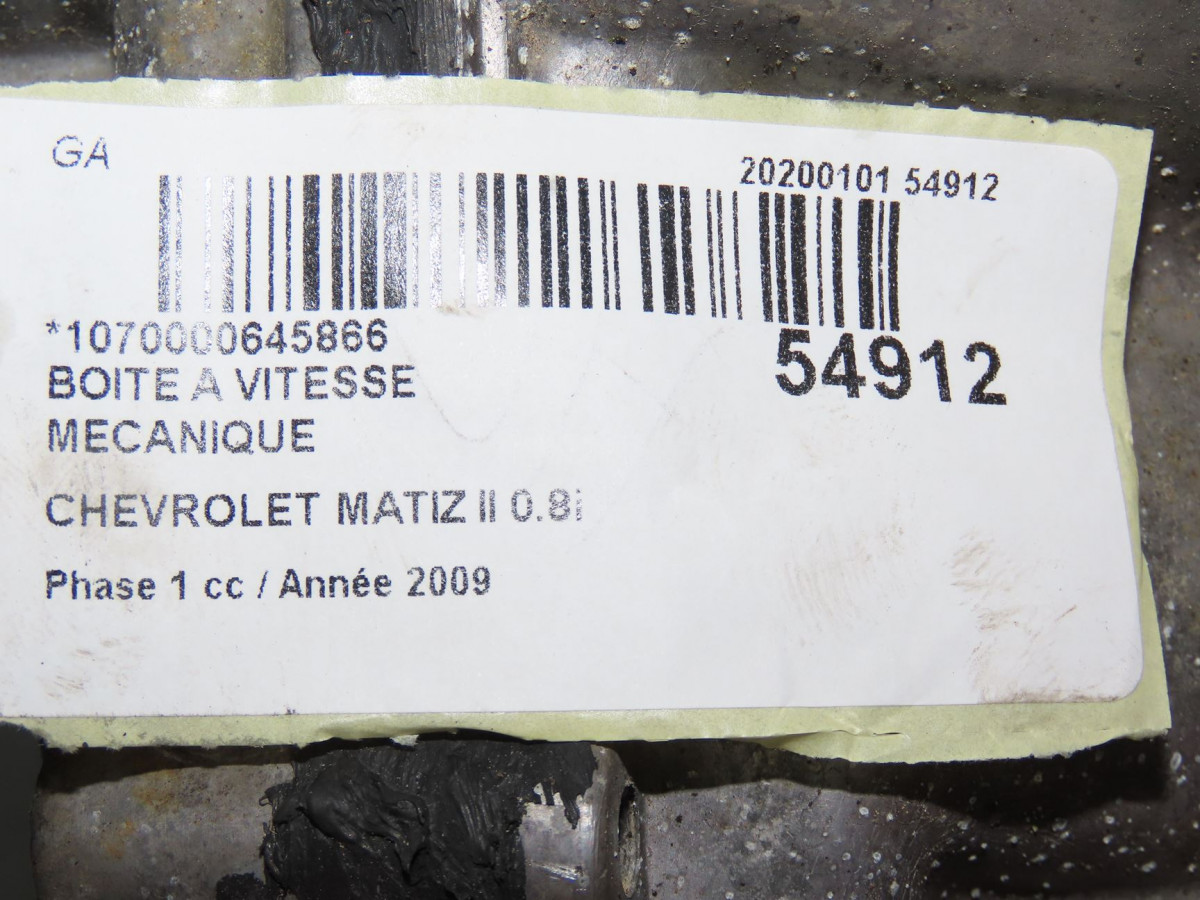 GA
20200101 54912
*1070000645866
54912
BOITE A VITESSE
MECANIQUE
CHEVROLET MATIZ II 0.8i
Phase 1 cc / Année 2009